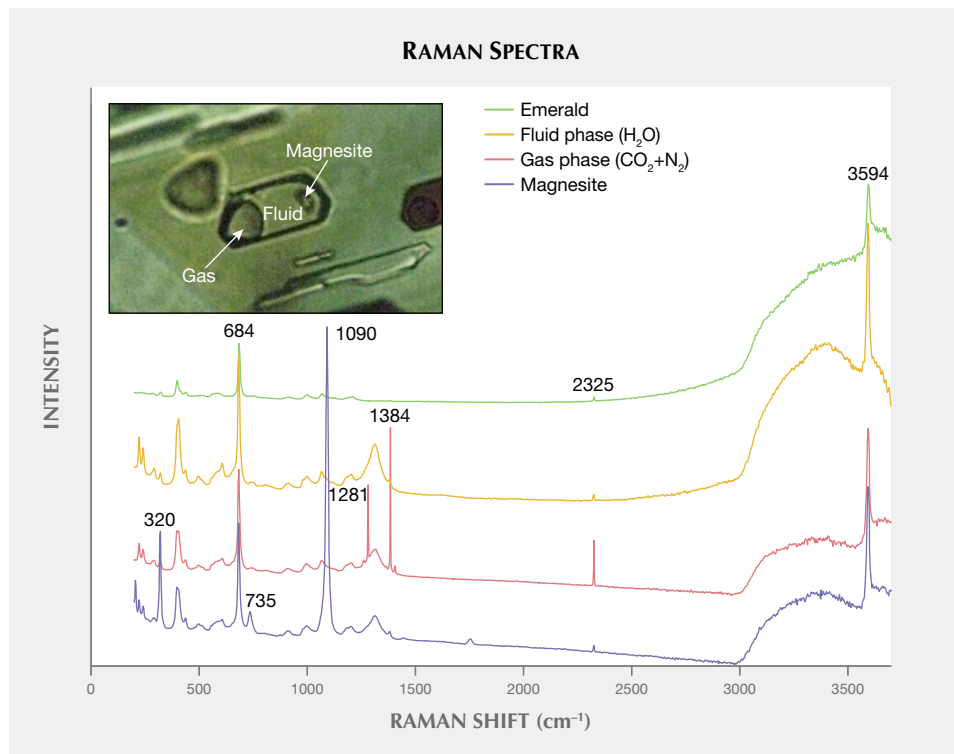 RAMAN SPECTRA
Emerald
Fluid phase (H₂O)
Gas phase (CO₂+N₂)
Magnesite
Magnesite
Fluid
Gas
3594
684
1090
2325
1384
1281
320
735
INTENSITY
0 500 1000 1500 2000 2500 3000 3500
RAMAN SHIFT (cm⁻¹)